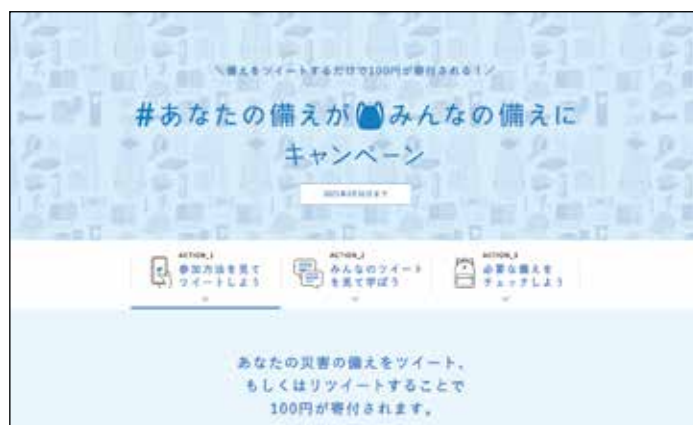 ＼備えをツイートするだけで100円が寄付される！／
#あなたの備えがみんなの備えに
キャンペーン
ACTION_1
参加方法を見て
ツイートしよう
ACTION_2
みんなのツイート
を見て学ぼう
ACTION_3
必要な備えを
チェックしよう
あなたの災害の備えをツイート、
もしくはリツイートすることで
100円が寄付されます。